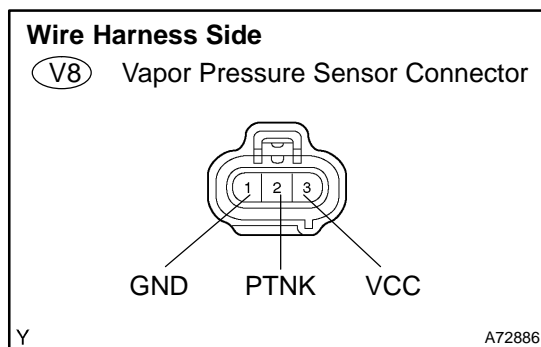 Wire Harness Side
V8 Vapor Pressure Sensor Connector
1 2 3
GND PTNK VCC
Y A72886